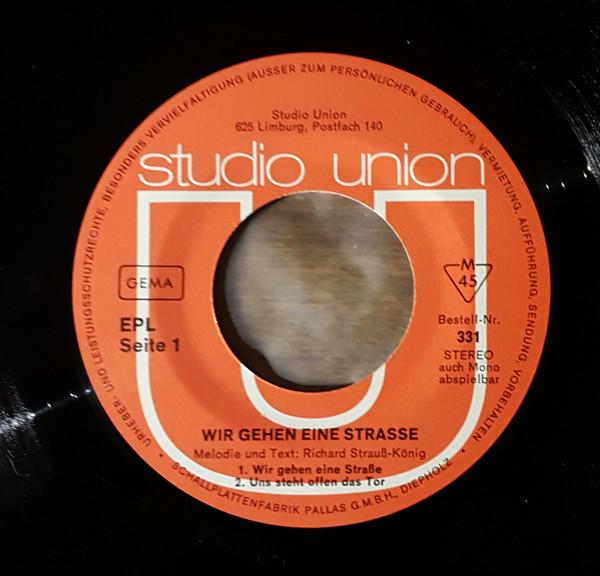 URHEBER- UND LEISTUNGSSCHUTZRECHTE, BESONDERS VERVIELFÄLTIGUNG (AUSSER ZUM PERSÖNLICHEN GEBRAUCH), VERMIETUNG, AUFFÜHRUNG, SENDUNG, VORBEHALTEN
Studio Union
625 Limburg, Postfach 140
studio union
GEMA
M
45
EPL
Seite 1
Bestell-Nr.
331
STEREO
auch Mono
abspielbar
WIR GEHEN EINE STRASSE
Melodie und Text: Richard Strauß-König
1. Wir gehen eine Straße
2. Uns steht offen das Tor
• SCHALLPLATTENFABRIK PALLAS G.M.B.H., DIEPHOLZ •